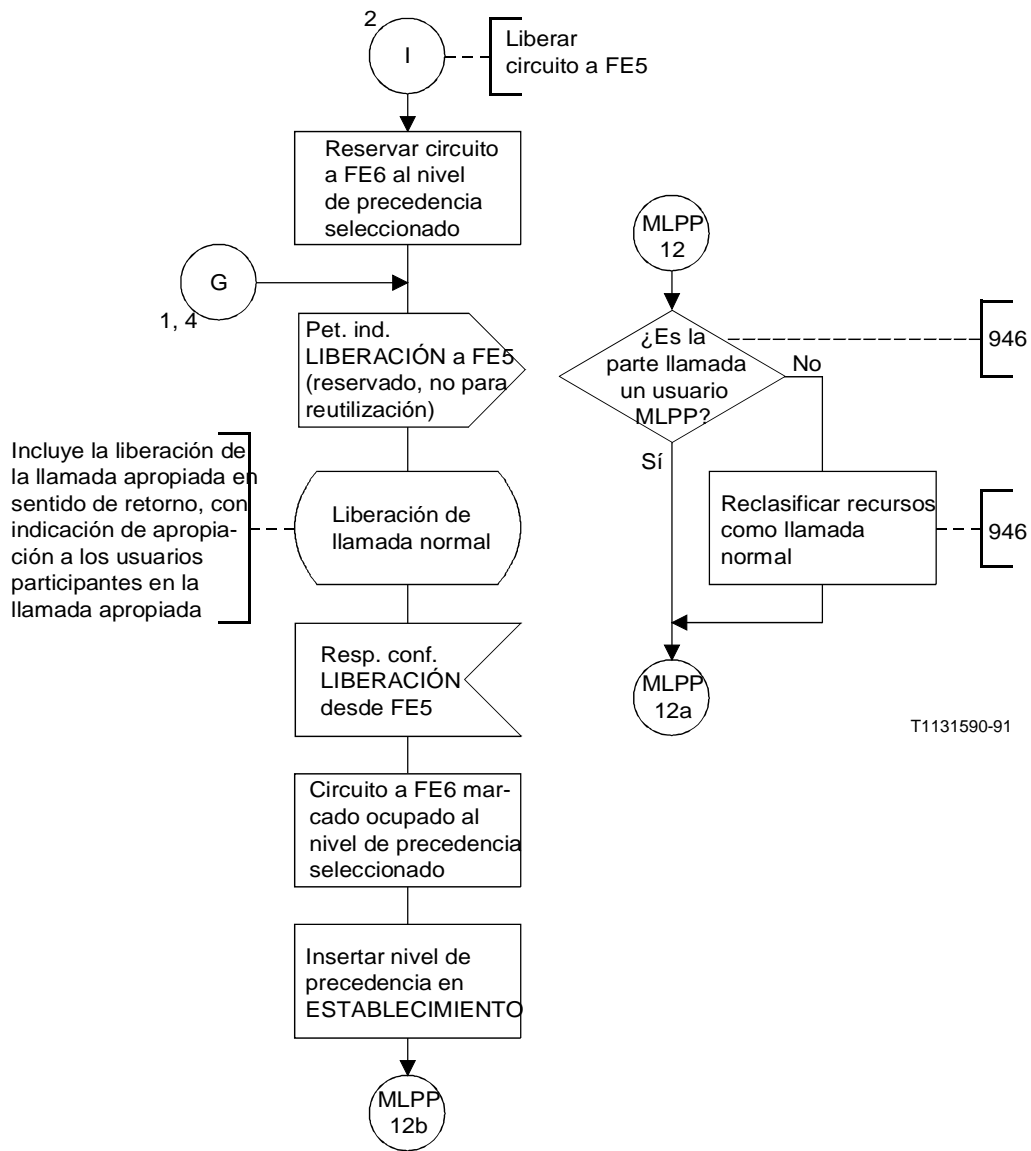 2
I
Liberar
circuito a FE5
Reservar circuito
a FE6 al nivel
de precedencia
seleccionado
G
1, 4
Pet. ind.
LIBERACIÓN a FE5
(reservado, no para
reutilización)
Incluye la liberación de
la llamada apropiada en
sentido de retorno, con
indicación de apropia-
ción a los usuarios
participantes en la
llamada apropiada
Liberación de
llamada normal
Resp. conf.
LIBERACIÓN
desde FE5
Circuito a FE6 mar-
cado ocupado al
nivel de precedencia
seleccionado
Insertar nivel de
precedencia en
ESTABLECIMIENTO
MLPP
12b
MLPP
12
¿Es la
parte llamada
un usuario
MLPP?
946
No
Sí
Reclasificar recursos
como llamada
normal
946
MLPP
12a
T1131590-91